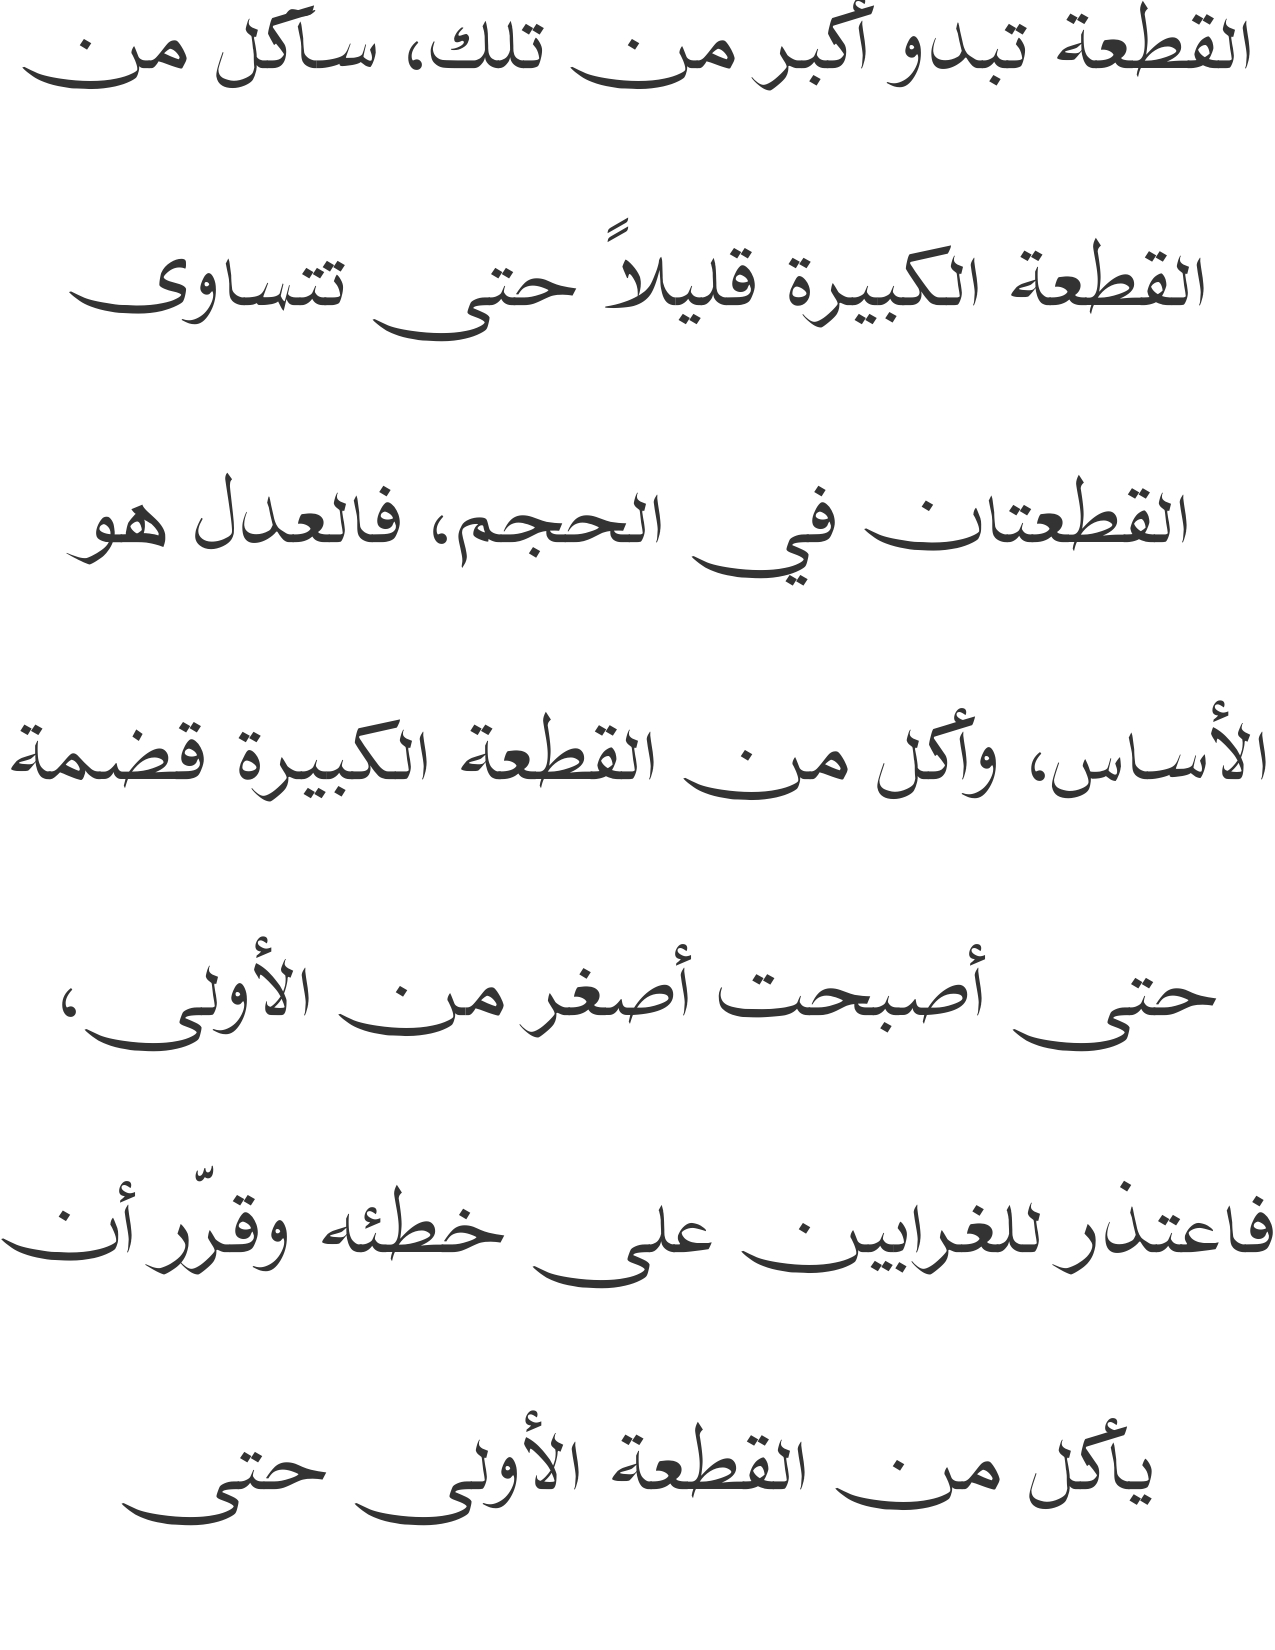 القطعة تبدو أكبر من تلك، سآكل من
القطعة الكبيرة قليلاً حتى تتساوى
القطعتان في الحجم، فالعدل هو
الأساس، وأكل من القطعة الكبيرة قضمة
حتى أصبحت أصغر من الأولى،
فاعتذر للغرابين على خطئه وقرّر أن
يأكل من القطعة الأولى حتى